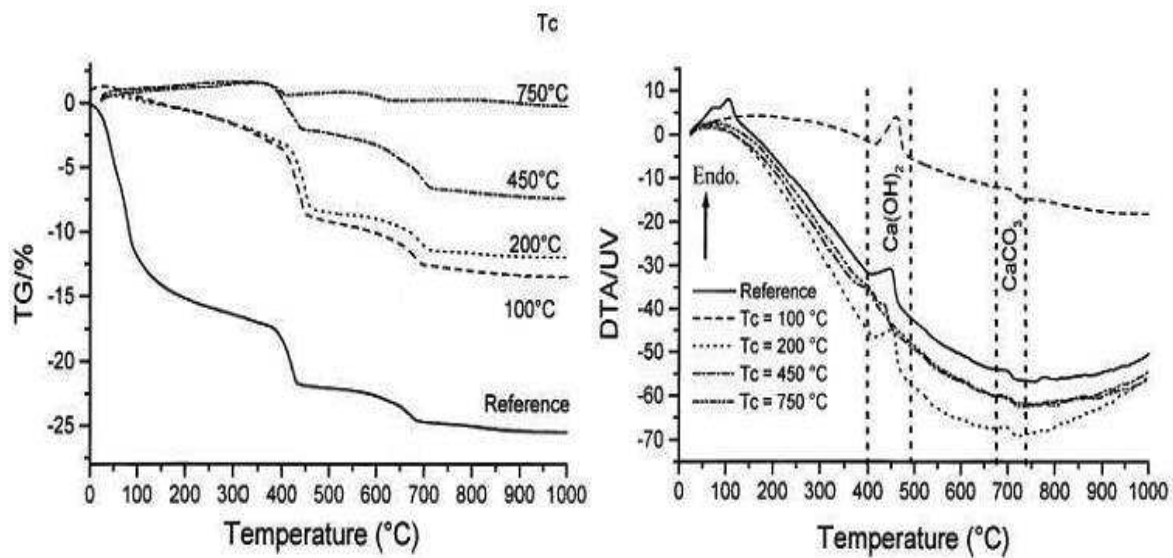 Tc
TG/%
0
-5
-10
-15
-20
-25
750°C
450°C
200°C
100°C
Reference
0 100 200 300 400 500 600 700 800 900 1000
Temperature (°C)
DTA/UV
10
0
-10
-20
-30
-40
-50
-60
-70
Endo.
Ca(OH)₂
CaCO₃
Reference
Tc = 100 °C
Tc = 200 °C
Tc = 450 °C
Tc = 750 °C
0 100 200 300 400 500 600 700 800 900 1000
Temperature (°C)